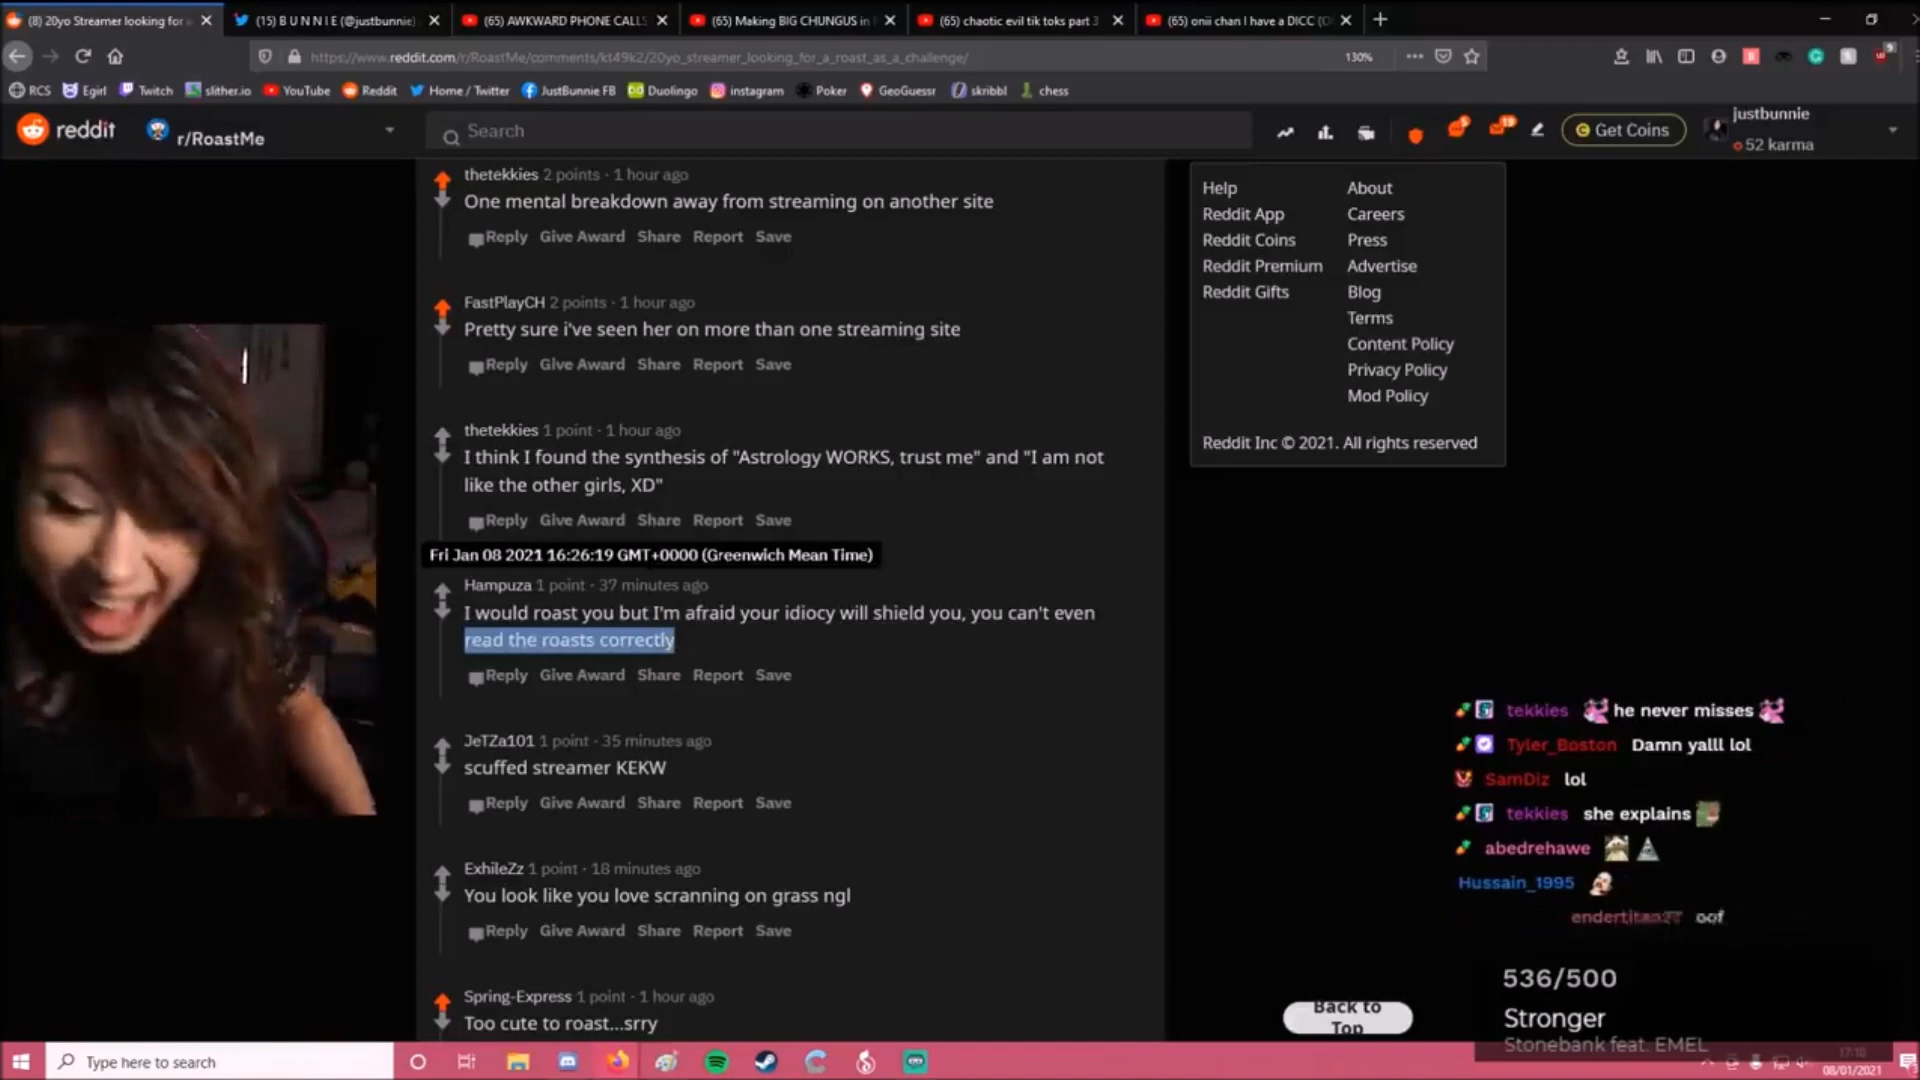 (8) 20yo Streamer looking for
(15) B U N N I E (@justbunnie)
(65) AWKWARD PHONE CALLS
(65) Making BIG CHUNGUS in
(65) chaotic evil tik toks part 3
(65) onii chan I have a DICC (O
https://www.reddit.com/r/RoastMe/comments/kt49k2/20yo_streamer_looking_for_a_roast_as_a_challenge/
130%
RCS Egirl Twitch slither.io YouTube Reddit Home / Twitter JustBunnie FB Duolingo instagram Poker GeoGuessr skribbl chess
reddit
r/RoastMe
Search
Get Coins
justbunnie
52 karma
thetekkies 2 points · 1 hour ago
One mental breakdown away from streaming on another site
Reply Give Award Share Report Save
FastPlayCH 2 points · 1 hour ago
Pretty sure i've seen her on more than one streaming site
Reply Give Award Share Report Save
thetekkies 1 point · 1 hour ago
I think I found the synthesis of "Astrology WORKS, trust me" and "I am not
like the other girls, XD"
Reply Give Award Share Report Save
Fri Jan 08 2021 16:26:19 GMT+0000 (Greenwich Mean Time)
Hampuza 1 point · 37 minutes ago
I would roast you but I'm afraid your idiocy will shield you, you can't even
read the roasts correctly
Reply Give Award Share Report Save
JeTZa101 1 point · 35 minutes ago
scuffed streamer KEKW
Reply Give Award Share Report Save
ExhileZz 1 point · 18 minutes ago
You look like you love scranning on grass ngl
Reply Give Award Share Report Save
Spring-Express 1 point · 1 hour ago
Too cute to roast...srry
Help About
Reddit App Careers
Reddit Coins Press
Reddit Premium Advertise
Reddit Gifts Blog
Terms
Content Policy
Privacy Policy
Mod Policy
Reddit Inc © 2021. All rights reserved
tekkies he never misses
Tyler_Boston Damn yalll lol
SamDiz lol
tekkies she explains
abedrehawe
Hussain_1995
oof
536/500
Stronger
Stonebank feat. EMEL
Back to
Top
Type here to search
17:10
08/01/2021